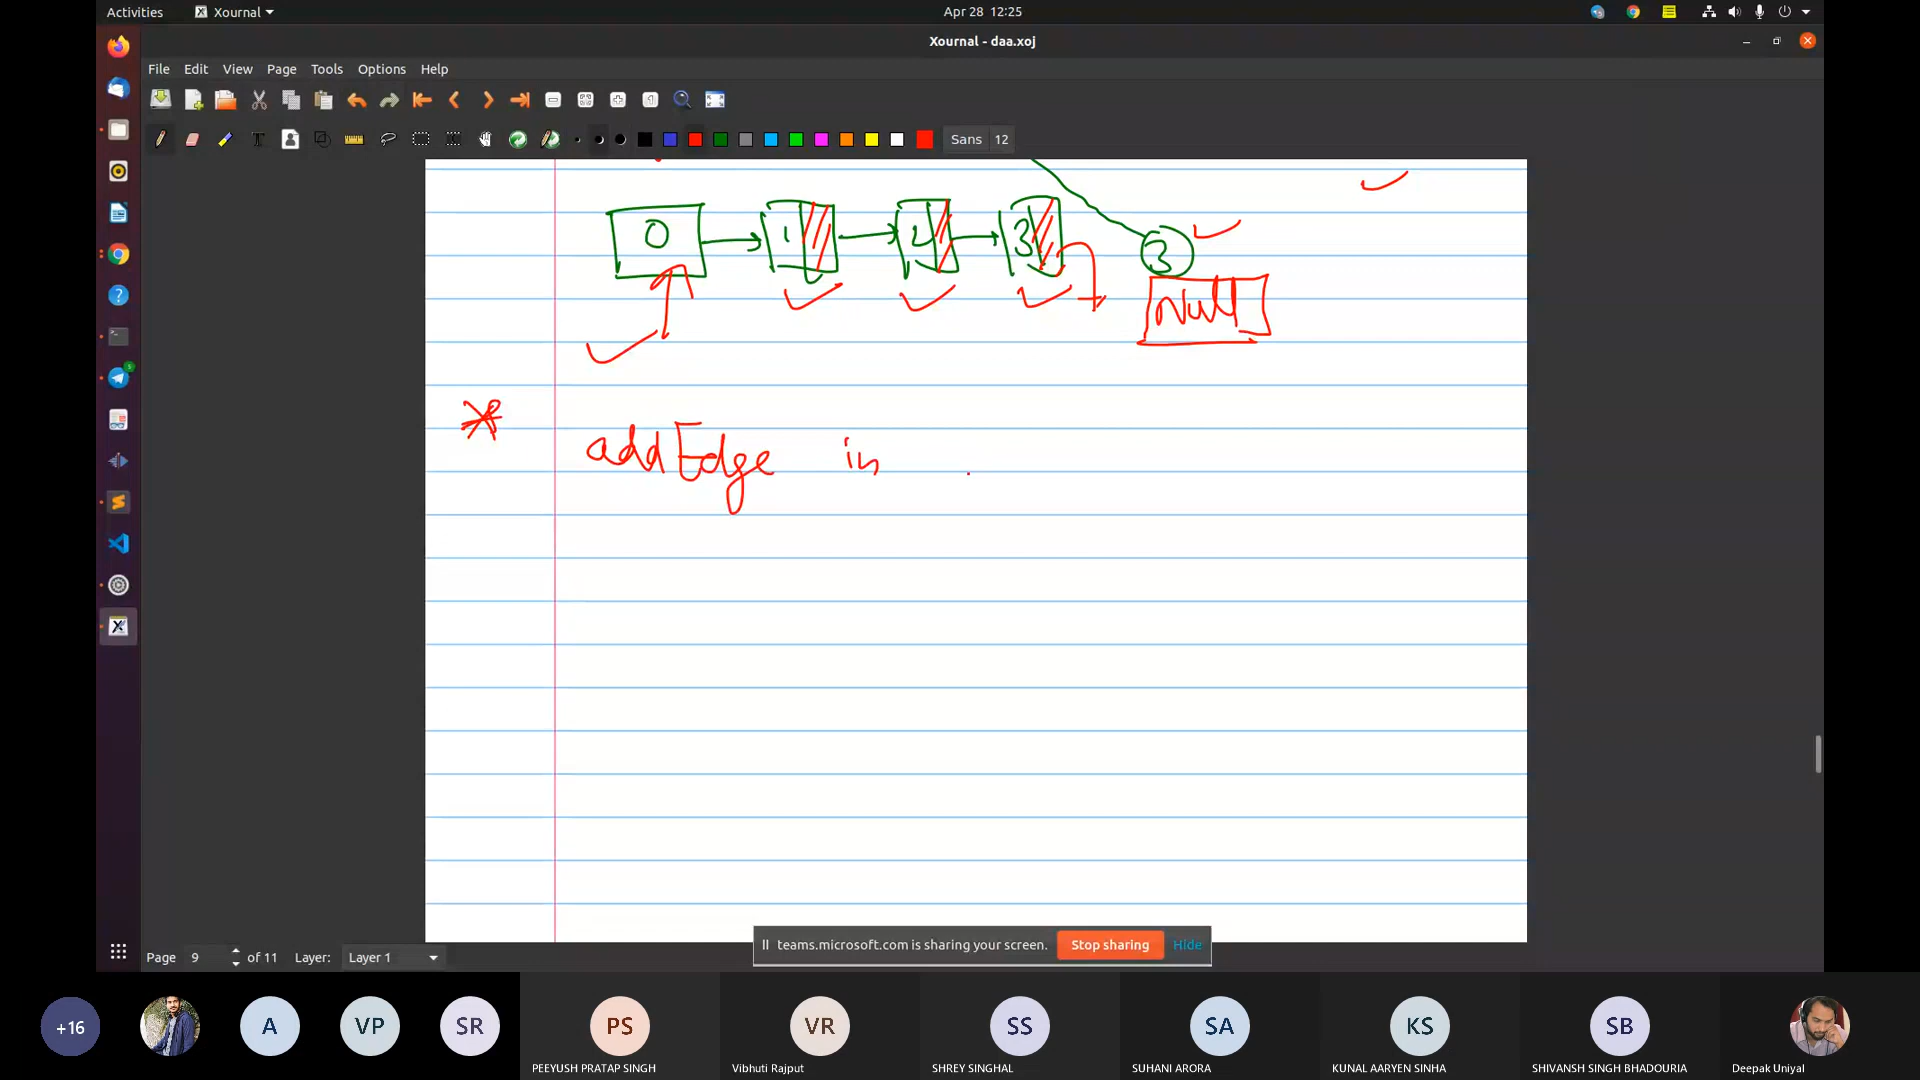 Activities Xournal Apr 28 12:25
Xournal - daa.xoj
File Edit View Page Tools Options Help
Sans 12
0 1 2 3 3
Null
addEdge in
Page 9 of 11 Layer: Layer 1
teams.microsoft.com is sharing your screen. Stop sharing Hide
+16 A VP SR PS VR SS SA KS SB
PEEYUSH PRATAP SINGH Vibhuti Rajput SHREY SINGHAL SUHANI ARORA KUNAL AARYEN SINHA SHIVANSH SINGH BHADOURIA Deepak Uniyal